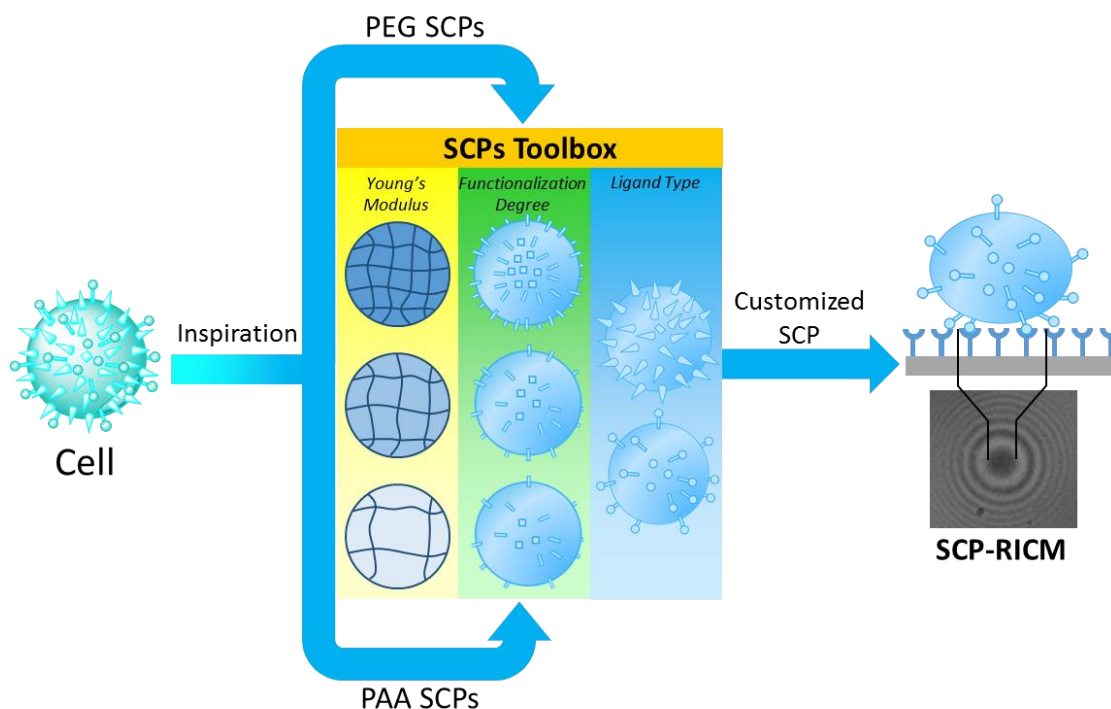 PEG SCPs
SCPs Toolbox
Young's
Modulus
Functionalization
Degree
Ligand Type
Inspiration
Cell
Customized
SCP
SCP-RICM
PAA SCPs